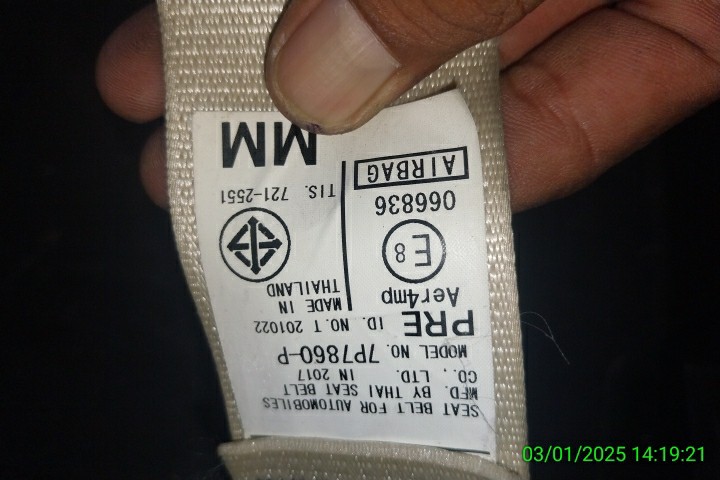 SEAT BELT FOR AUTOMOBILES
MFD. BY THAI SEAT BELT
CO., LTD. IN 2017
MODEL NO. 7P7860-P
PRE ID. NO. T 201022
Aer4mp
MADE IN
THAILAND
E8
066836
AIRBAG
TIS. 721-2551
MM
03/01/2025 14:19:21